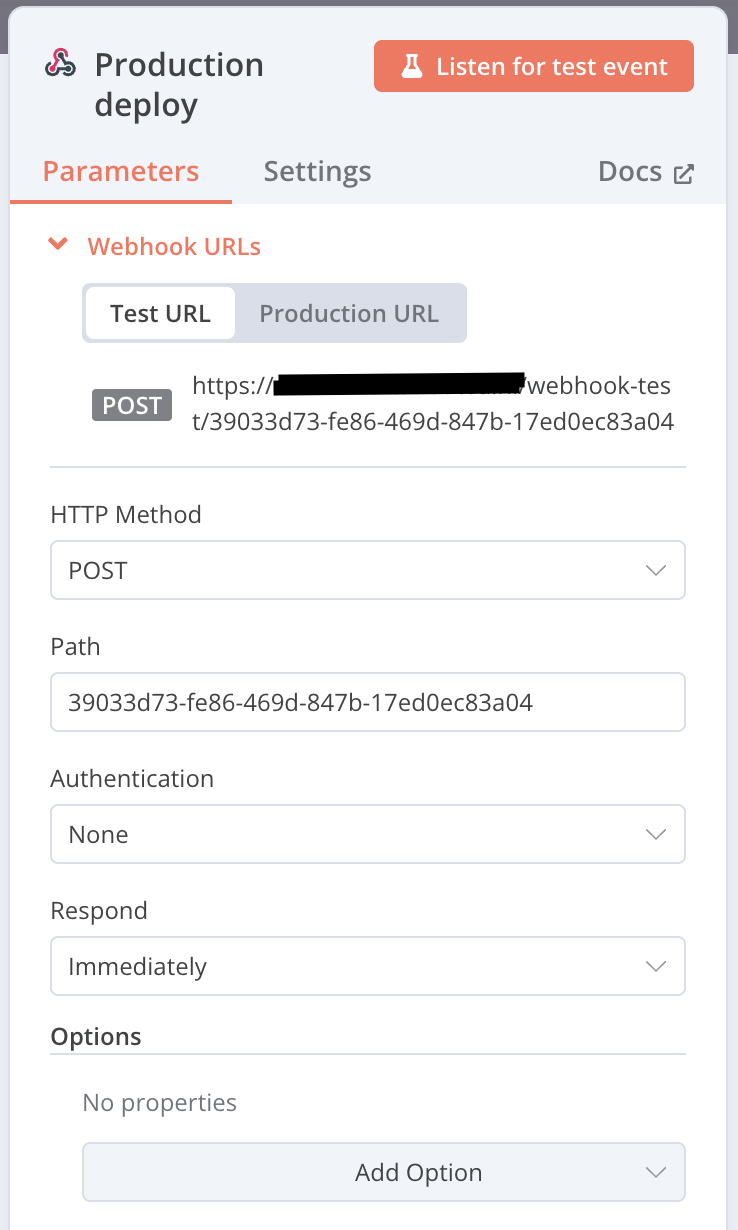 Production
deploy
Listen for test event
Parameters
Settings
Docs
Webhook URLs
Test URL
Production URL
POST
https://
/webhook-tes
t/39033d73-fe86-469d-847b-17ed0ec83a04
HTTP Method
POST
Path
39033d73-fe86-469d-847b-17ed0ec83a04
Authentication
None
Respond
Immediately
Options
No properties
Add Option